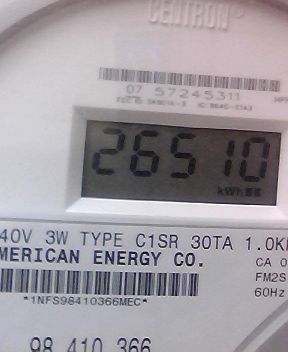 CENTRON®
07 57245311
26510
kWh
40V 3W TYPE C1SR 30TA 1.0K
MERICAN ENERGY CO.
CA 0
FM2S
60Hz
*1NFS98410366MEC*
98 410 366